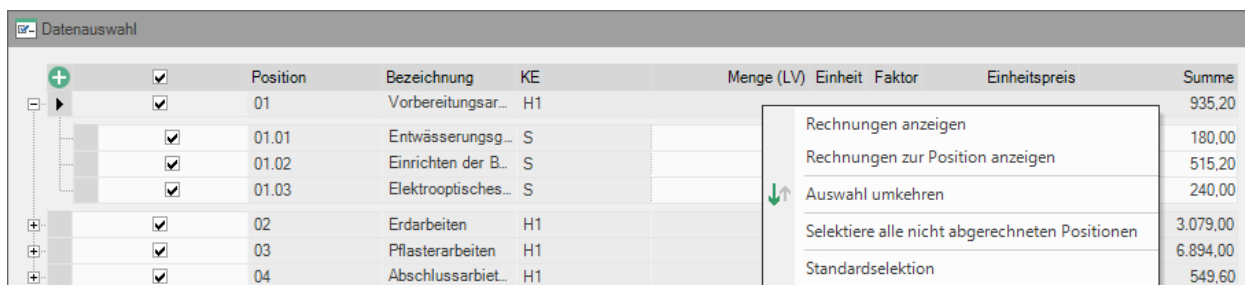 Datenauswahl
Position Bezeichnung KE Menge (LV) Einheit Faktor Einheitspreis Summe
01 Vorbereitungsar... H1 935,20
01.01 Entwässerungsg... S 180,00
01.02 Einrichten der B... S 515,20
01.03 Elektrooptisches... S 240,00
02 Erdarbeiten H1 3.079,00
03 Pflasterarbeiten H1 6.894,00
04 Abschlussarbiet... H1 549,60
Rechnungen anzeigen
Rechnungen zur Position anzeigen
Auswahl umkehren
Selektiere alle nicht abgerechneten Positionen
Standardselektion